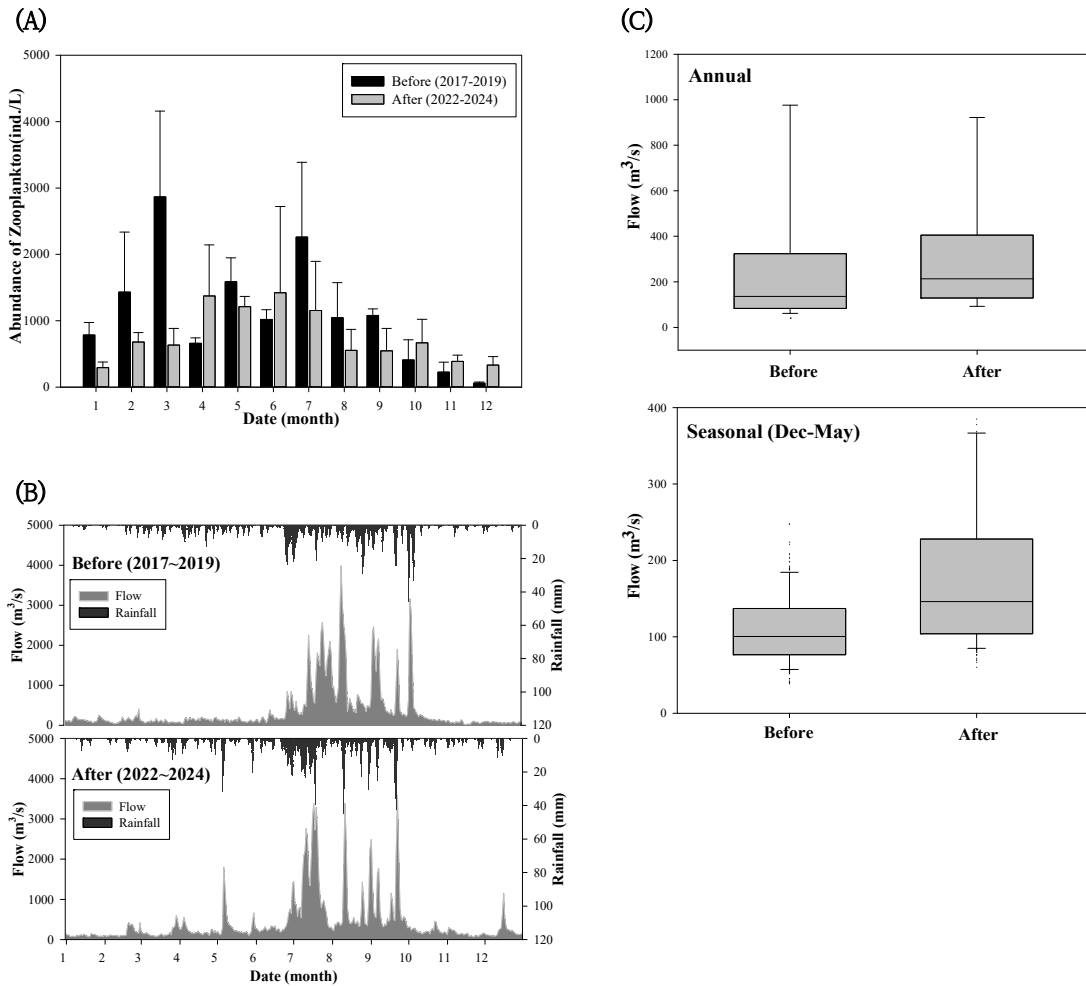 (A)
Abundance of Zooplankton(ind./L)
5000
4000
3000
2000
1000
0
Before (2017-2019)
After (2022-2024)
1 2 3 4 5 6 7 8 9 10 11 12
Date (month)
(B)
Flow (m³/s)
5000
4000
3000
2000
1000
0
Before (2017~2019)
Flow
Rainfall
0
20
40
60
80
100
120
Rainfall (mm)
Flow (m³/s)
5000
4000
3000
2000
1000
0
After (2022~2024)
Flow
Rainfall
0
20
40
60
80
100
120
Rainfall (mm)
1 2 3 4 5 6 7 8 9 10 11 12
Date (month)
(C)
Flow (m³/s)
1200
1000
800
600
400
200
0
Annual
Before After
Flow (m³/s)
400
300
200
100
0
Seasonal (Dec-May)
Before After